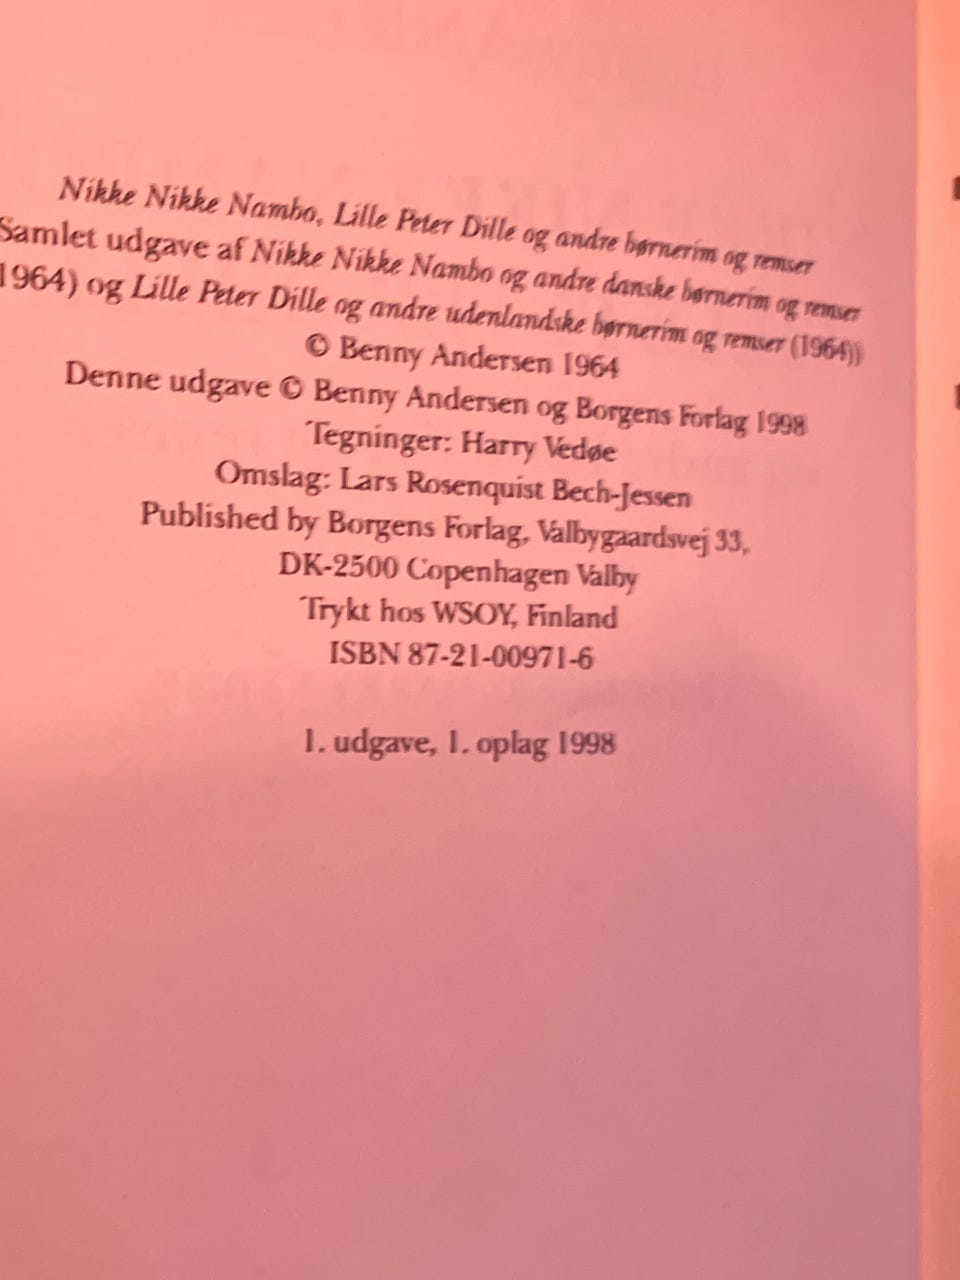 Nikke Nikke Nambo, Lille Peter Dille og andre børnerim og remser
Samlet udgave af Nikke Nikke Nambo og andre danske børnerim og remser
1964) og Lille Peter Dille og andre udenlandske børnerim og remser (1964))
© Benny Andersen 1964
Denne udgave © Benny Andersen og Borgens Forlag 1998
Tegninger: Harry Vedøe
Omslag: Lars Rosenquist Bech-Jessen
Published by Borgens Forlag, Valbygaardsvej 33,
DK-2500 Copenhagen Valby
Trykt hos WSOY, Finland
ISBN 87-21-00971-6
1. udgave, 1. oplag 1998